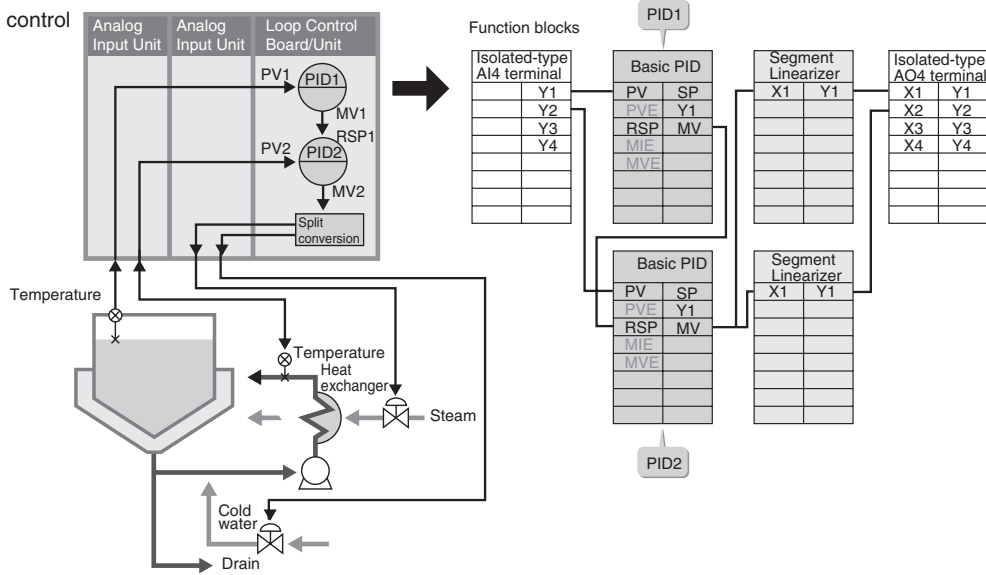 control
Analog
Input Unit
Analog
Input Unit
Loop Control
Board/Unit
PV1
PID1
MV1
RSP1
PV2
PID2
MV2
Split
conversion
Temperature
Temperature
Heat
exchanger
Steam
Cold
water
Drain
Function blocks
PID1
Isolated-type
AI4 terminal
Y1
Y2
Y3
Y4
Basic PID
PV SP
PVE Y1
RSP MV
MIE
MVE
Segment
Linearizer
X1 Y1
Isolated-type
AO4 terminal
X1 Y1
X2 Y2
X3 Y3
X4 Y4
Basic PID
PV SP
PVE Y1
RSP MV
MIE
MVE
Segment
Linearizer
X1 Y1
PID2